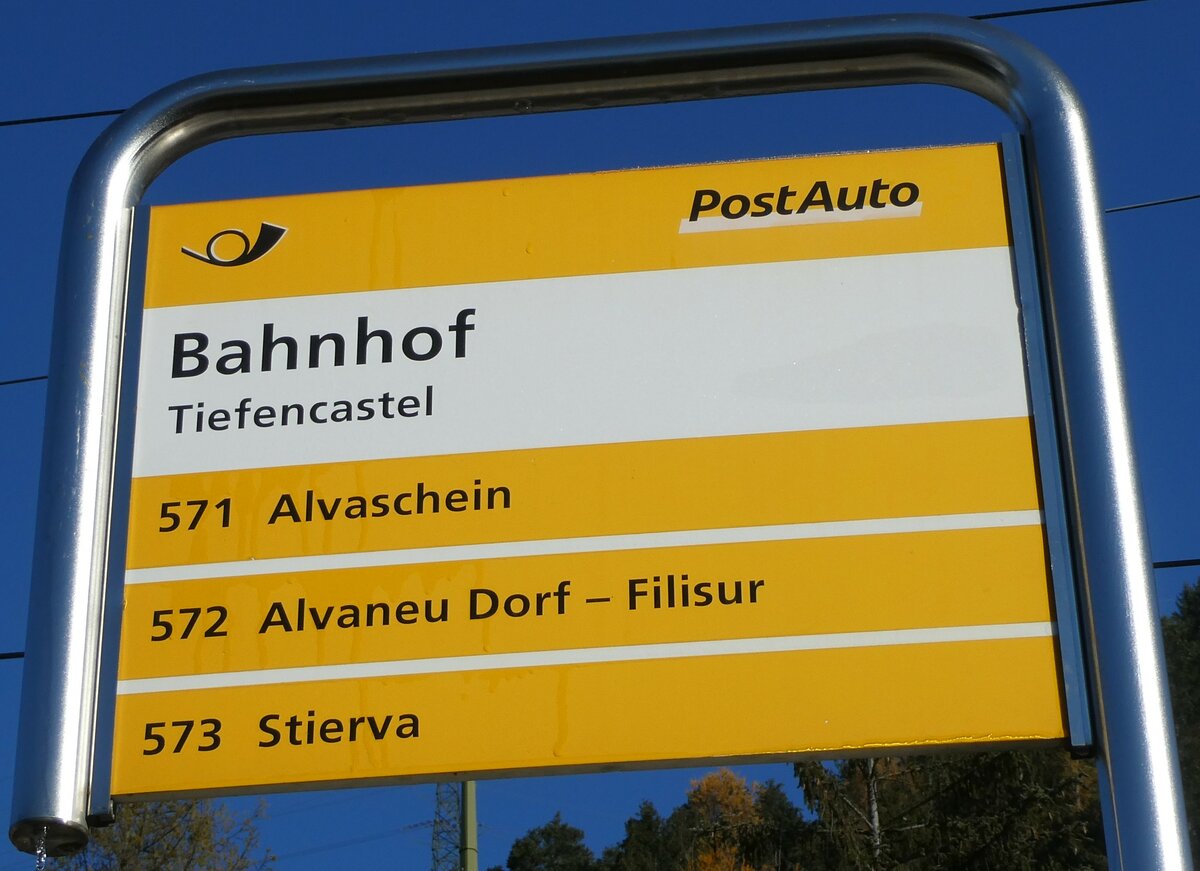 PostAuto
Bahnhof
Tiefencastel
571 Alvaschein
572 Alvaneu Dorf – Filisur
573 Stierva